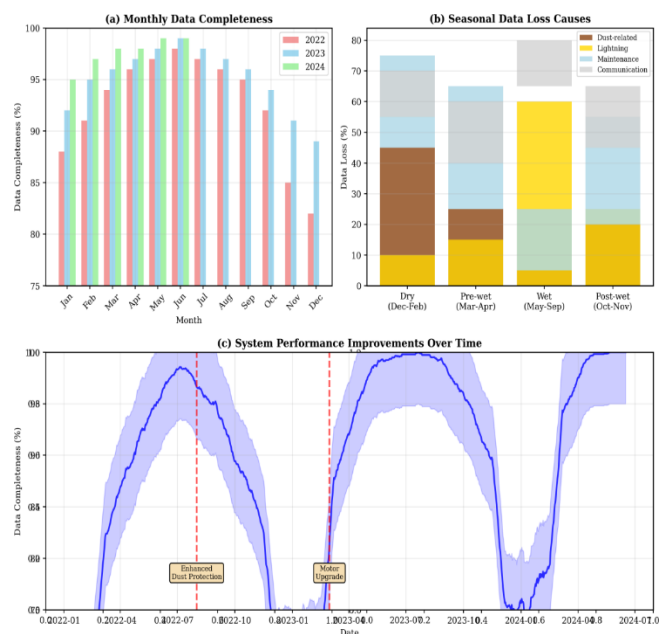 (a) Monthly Data Completeness
Data Completeness (%)
100
95
90
85
80
75
2022
2023
2024
Jan
Feb
Mar
Apr
May
Jun
Jul
Aug
Sep
Oct
Nov
Dec
Month
(b) Seasonal Data Loss Causes
Data Loss (%)
80
70
60
50
40
30
20
10
0
Dust-related
Lightning
Maintenance
Communication
Dry
(Dec-Feb)
Pre-wet
(Mar-Apr)
Wet
(May-Sep)
Post-wet
(Oct-Nov)
(c) System Performance Improvements Over Time
Data Completeness (%)
Enhanced
Dust Protection
Motor
Upgrade
2022-01
2022-04
2022-07
2022-10
2023-01
2023-04
2023-07
2023-10
2024-01
2024-04
2024-07
Date